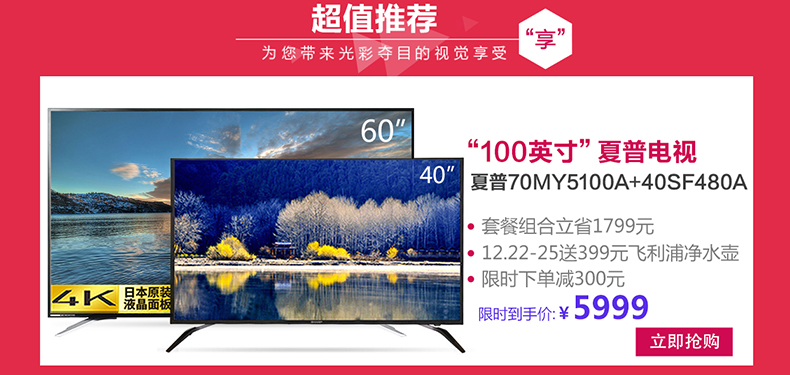 超值推荐
为您带来光彩夺目的视觉享受
“享”
60"
40"
4K
日本原装
液晶面板
“100英寸”夏普电视
夏普70MY5100A+40SF480A
套餐组合立省1799元
12.22-25送399元飞利浦净水壶
限时下单减300元
限时到手价:¥5999
立即抢购